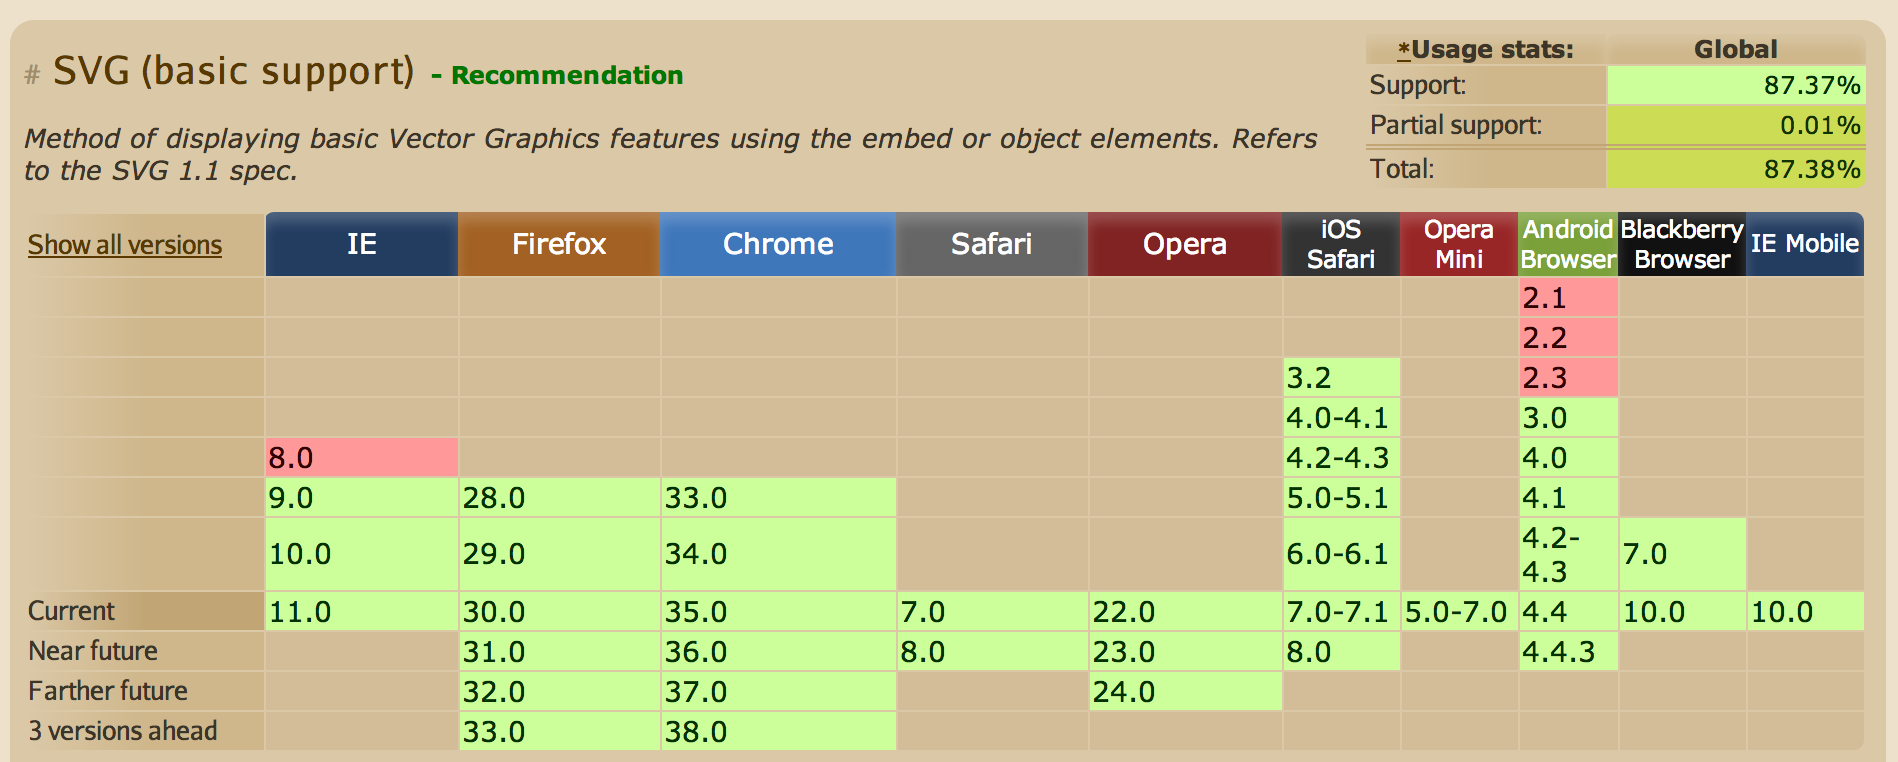 # SVG (basic support) - Recommendation
*Usage stats: Global
Support: 87.37%
Partial support: 0.01%
Total: 87.38%
Method of displaying basic Vector Graphics features using the embed or object elements. Refers
to the SVG 1.1 spec.
Show all versions IE Firefox Chrome Safari Opera iOS Safari Opera Mini Android Browser Blackberry Browser IE Mobile
2.1
2.2
3.2 2.3
4.0-4.1 3.0
8.0 4.2-4.3 4.0
9.0 28.0 33.0 5.0-5.1 4.1
10.0 29.0 34.0 6.0-6.1 4.2-4.3 7.0
Current 11.0 30.0 35.0 7.0 22.0 7.0-7.1 5.0-7.0 4.4 10.0 10.0
Near future 31.0 36.0 8.0 23.0 8.0 4.4.3
Farther future 32.0 37.0 24.0
3 versions ahead 33.0 38.0